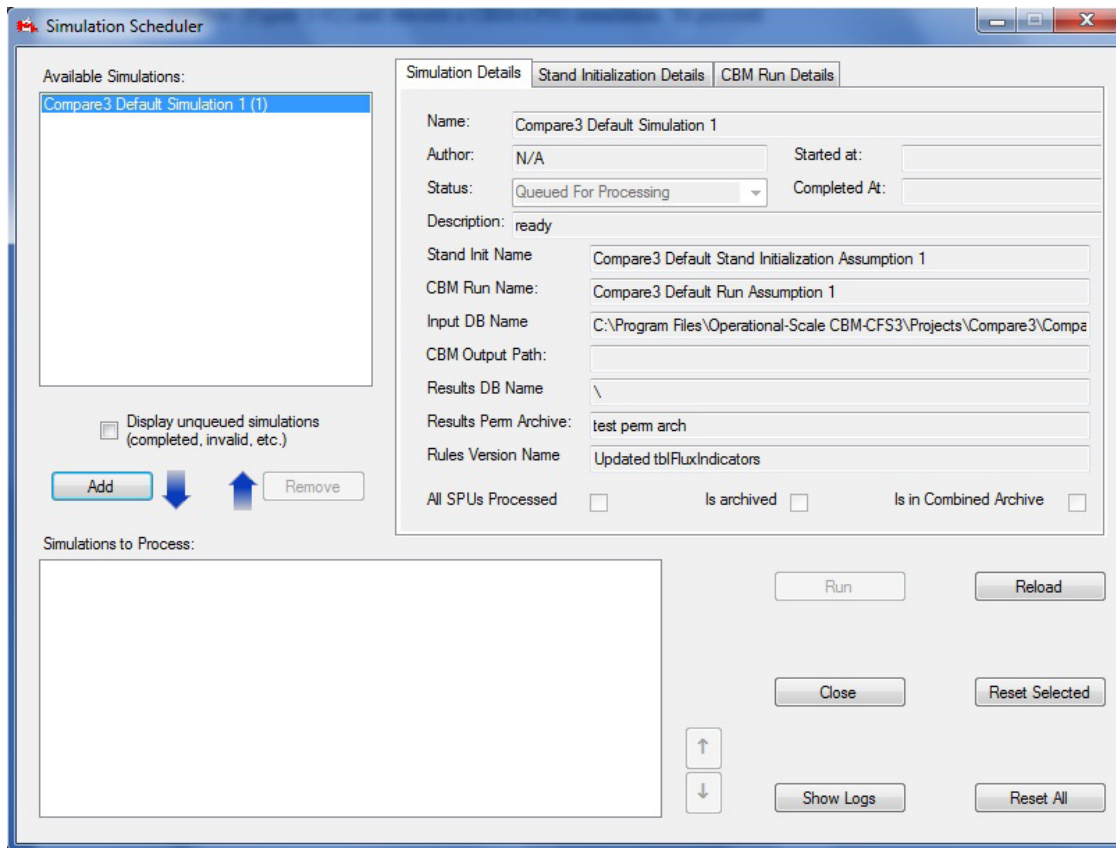 Simulation Scheduler
Available Simulations:
Compare3 Default Simulation 1 (1)
Display unqueued simulations
(completed, invalid, etc.)
Add
Remove
Simulation Details
Stand Initialization Details
CBM Run Details
Name:
Compare3 Default Simulation 1
Author:
N/A
Started at:
Status:
Queued For Processing
Completed At:
Description:
ready
Stand Init Name
Compare3 Default Stand Initialization Assumption 1
CBM Run Name:
Compare3 Default Run Assumption 1
Input DB Name
C:\Program Files\Operational-Scale CBM-CFS3\Projects\Compare3\Compa
CBM Output Path:
Results DB Name
\
Results Perm Archive:
test perm arch
Rules Version Name
Updated tblFluxIndicators
All SPUs Processed
Is archived
Is in Combined Archive
Simulations to Process:
Run
Reload
Close
Reset Selected
Show Logs
Reset All